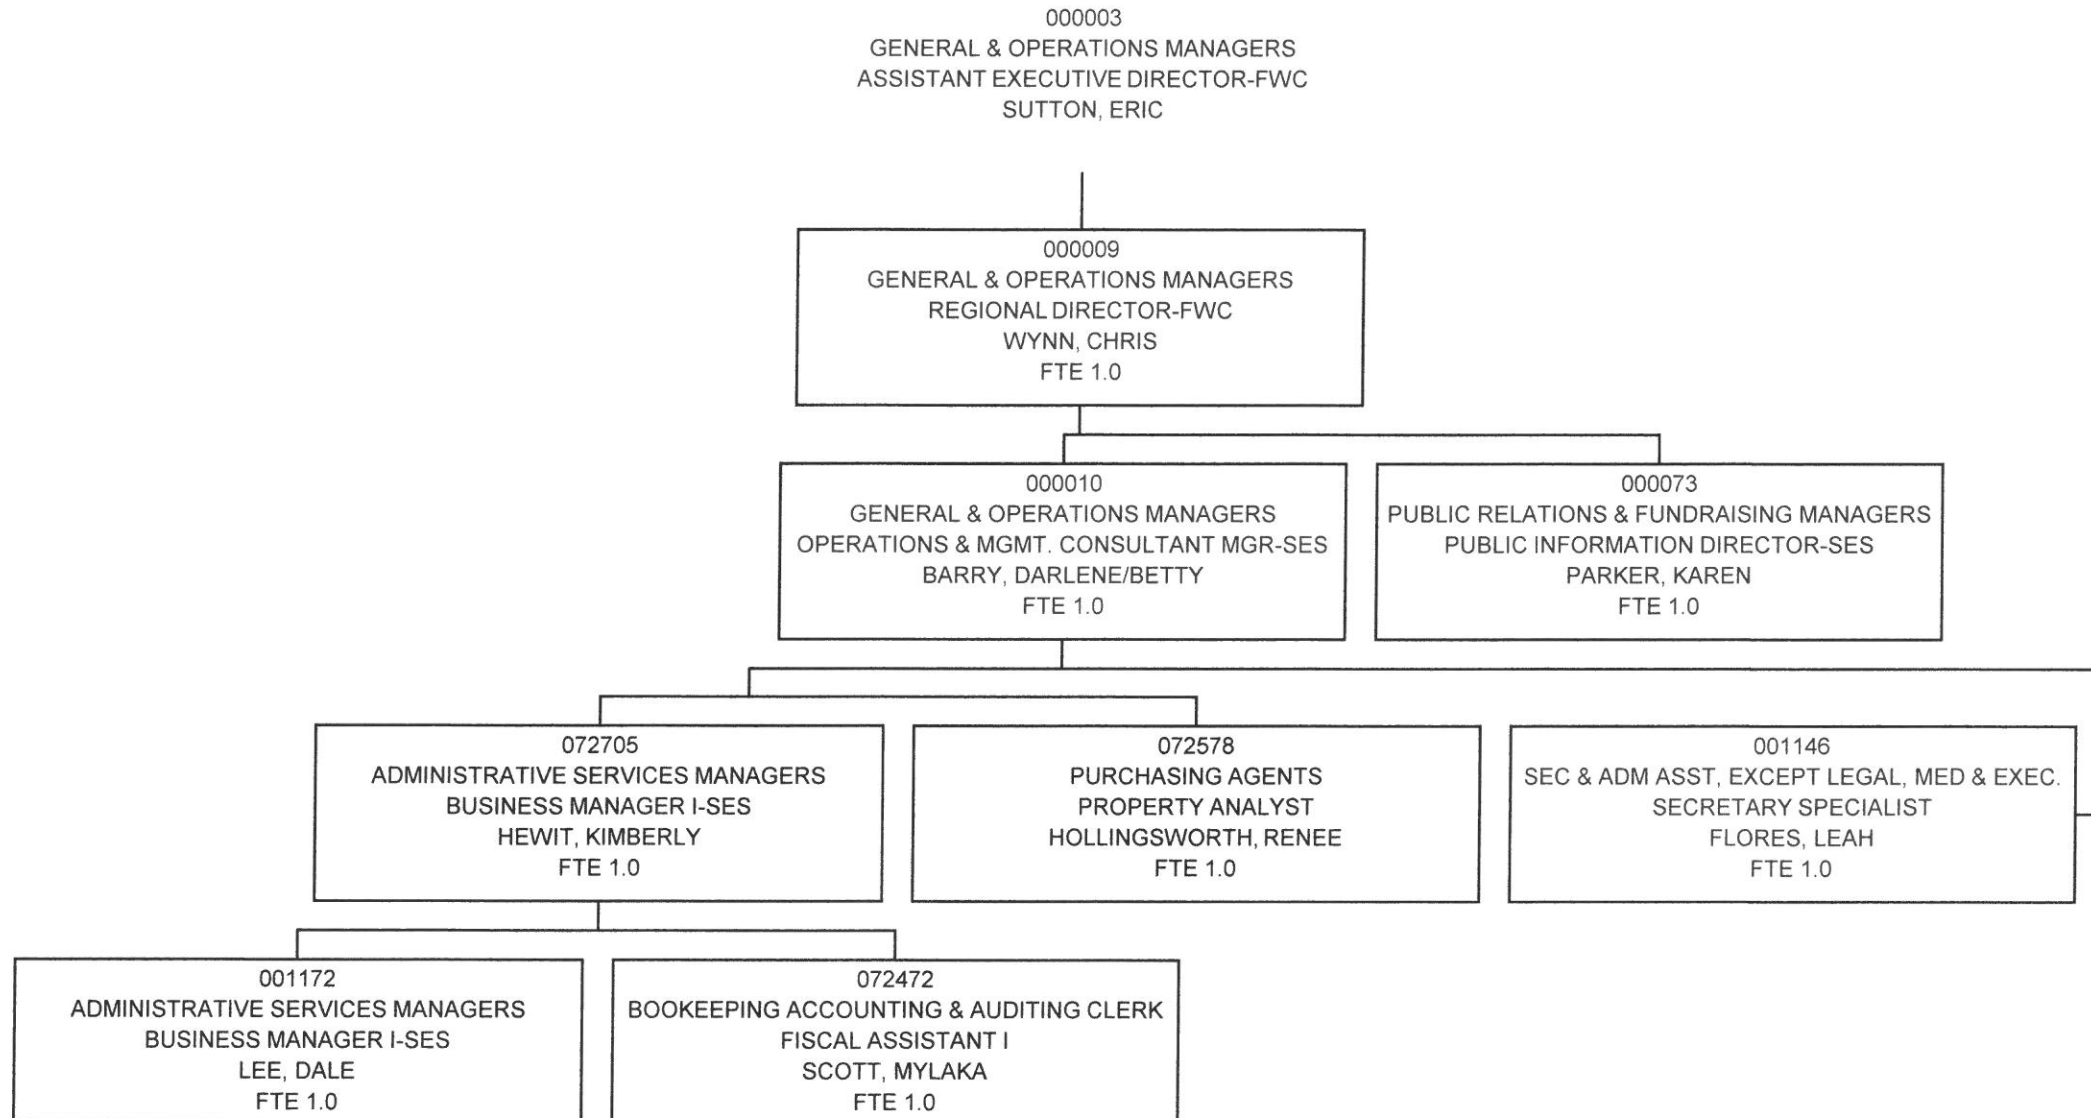 000003
GENERAL & OPERATIONS MANAGERS
ASSISTANT EXECUTIVE DIRECTOR-FWC
SUTTON, ERIC
000009
GENERAL & OPERATIONS MANAGERS
REGIONAL DIRECTOR-FWC
WYNN, CHRIS
FTE 1.0
000010
GENERAL & OPERATIONS MANAGERS
OPERATIONS & MGMT. CONSULTANT MGR-SES
BARRY, DARLENE/BETTY
FTE 1.0
000073
PUBLIC RELATIONS & FUNDRAISING MANAGERS
PUBLIC INFORMATION DIRECTOR-SES
PARKER, KAREN
FTE 1.0
072705
ADMINISTRATIVE SERVICES MANAGERS
BUSINESS MANAGER I-SES
HEWIT, KIMBERLY
FTE 1.0
072578
PURCHASING AGENTS
PROPERTY ANALYST
HOLLINGSWORTH, RENEE
FTE 1.0
001146
SEC & ADM ASST, EXCEPT LEGAL, MED & EXEC.
SECRETARY SPECIALIST
FLORES, LEAH
FTE 1.0
001172
ADMINISTRATIVE SERVICES MANAGERS
BUSINESS MANAGER I-SES
LEE, DALE
FTE 1.0
072472
BOOKEEPING ACCOUNTING & AUDITING CLERK
FISCAL ASSISTANT I
SCOTT, MYLAKA
FTE 1.0